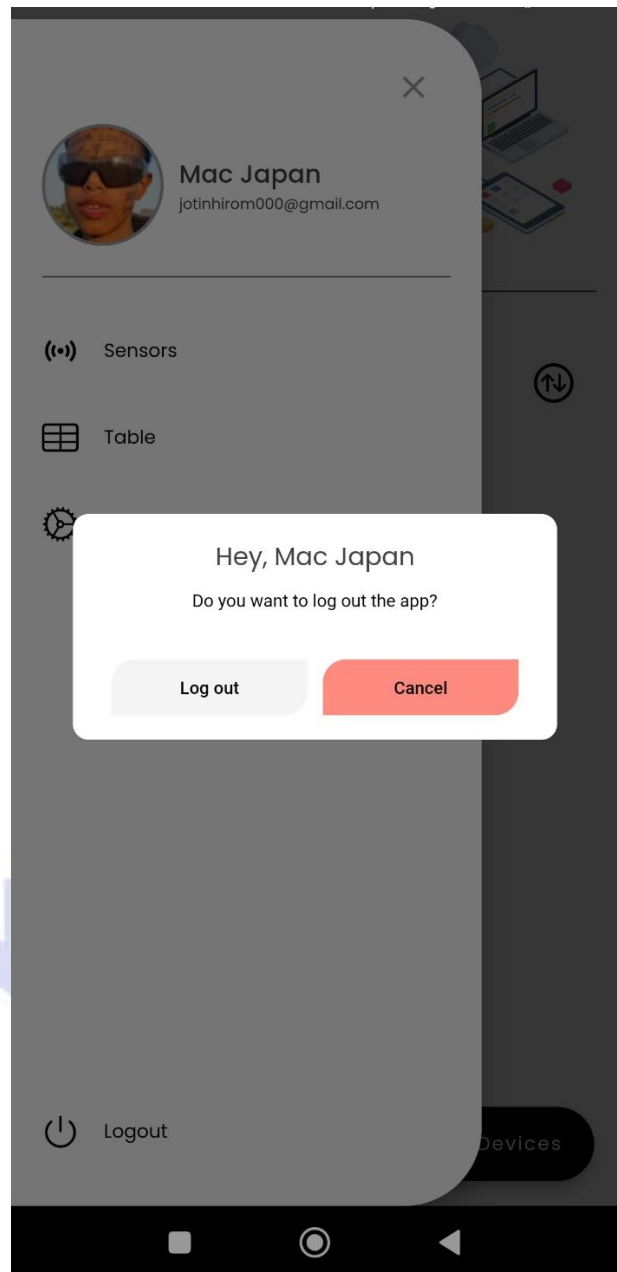 Mac Japan
jotinhirom000@gmail.com
Sensors
Table
Hey, Mac Japan
Do you want to log out the app?
Log out
Cancel
Logout
Devices